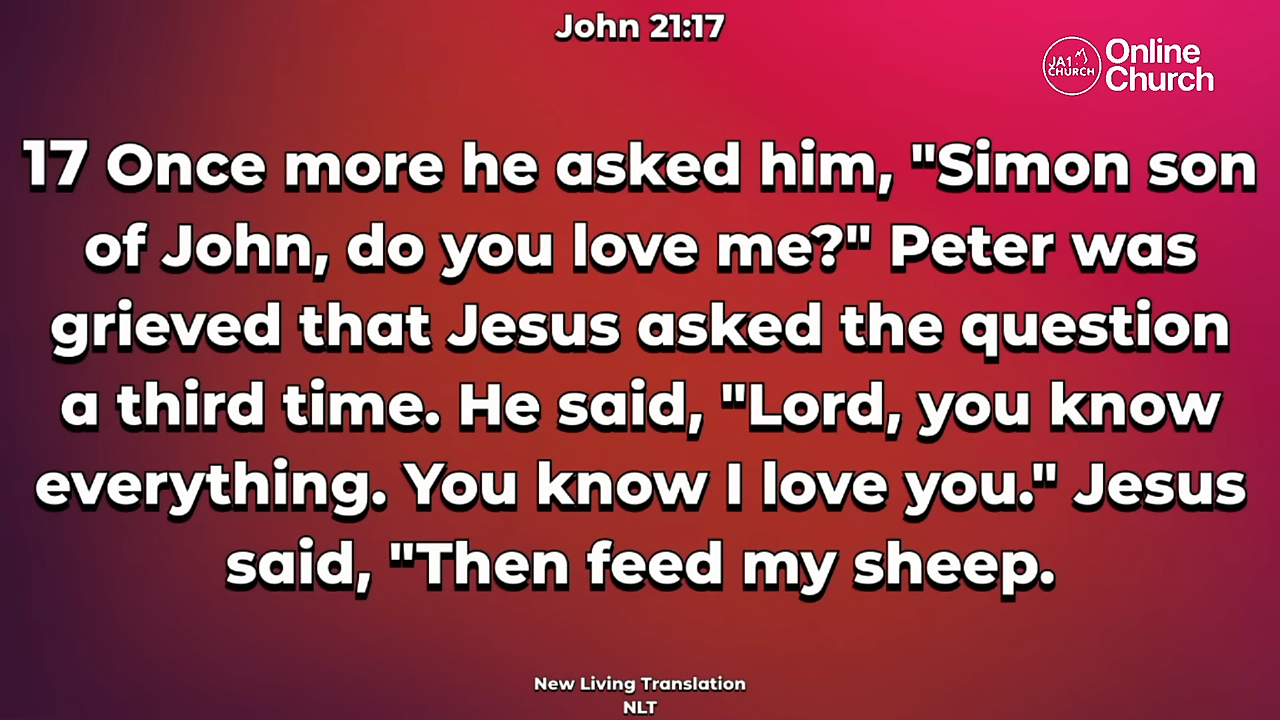 John 21:17
JA1
CHURCH
Online
Church
17 Once more he asked him, "Simon son
of John, do you love me?" Peter was
grieved that Jesus asked the question
a third time. He said, "Lord, you know
everything. You know I love you." Jesus
said, "Then feed my sheep.
New Living Translation
NLT